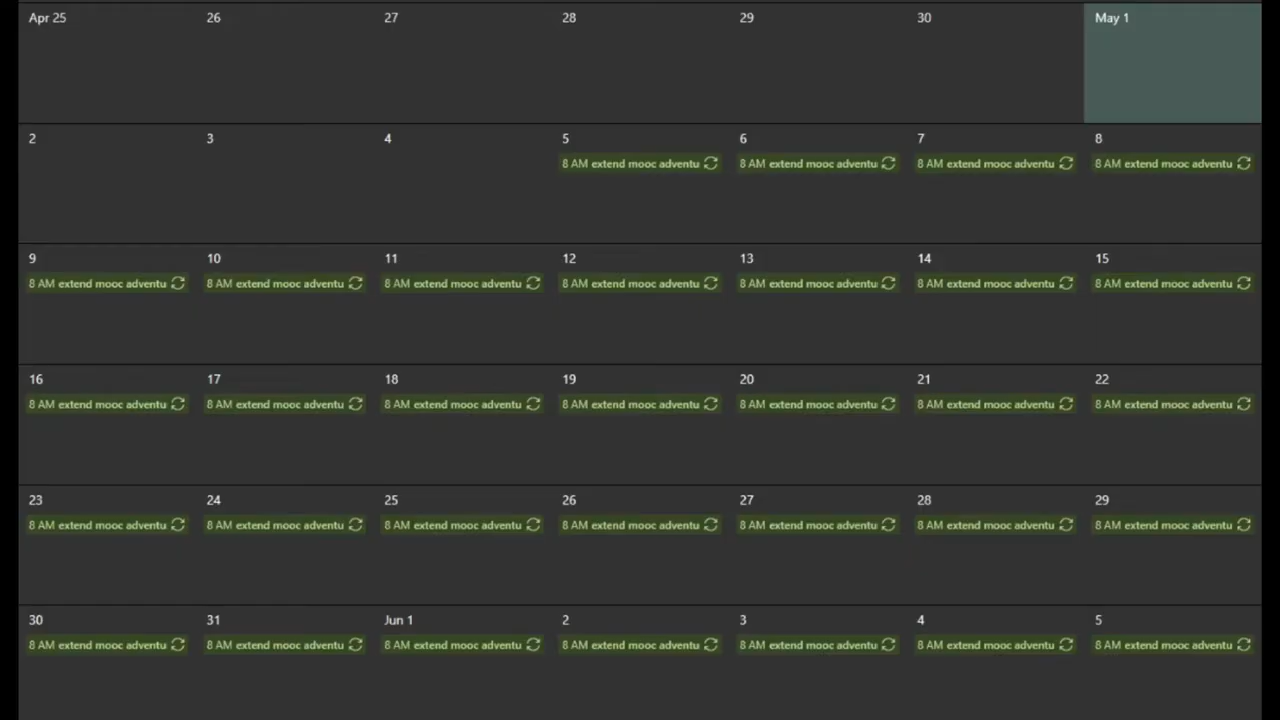 Apr 25 26 27 28 29 30 May 1
2 3 4 5 6 7 8
8 AM extend mooc adventu 8 AM extend mooc adventu 8 AM extend mooc adventu 8 AM extend mooc adventu
9 10 11 12 13 14 15
8 AM extend mooc adventu 8 AM extend mooc adventu 8 AM extend mooc adventu 8 AM extend mooc adventu 8 AM extend mooc adventu 8 AM extend mooc adventu 8 AM extend mooc adventu
16 17 18 19 20 21 22
8 AM extend mooc adventu 8 AM extend mooc adventu 8 AM extend mooc adventu 8 AM extend mooc adventu 8 AM extend mooc adventu 8 AM extend mooc adventu 8 AM extend mooc adventu
23 24 25 26 27 28 29
8 AM extend mooc adventu 8 AM extend mooc adventu 8 AM extend mooc adventu 8 AM extend mooc adventu 8 AM extend mooc adventu 8 AM extend mooc adventu 8 AM extend mooc adventu
30 31 Jun 1 2 3 4 5
8 AM extend mooc adventu 8 AM extend mooc adventu 8 AM extend mooc adventu 8 AM extend mooc adventu 8 AM extend mooc adventu 8 AM extend mooc adventu 8 AM extend mooc adventu